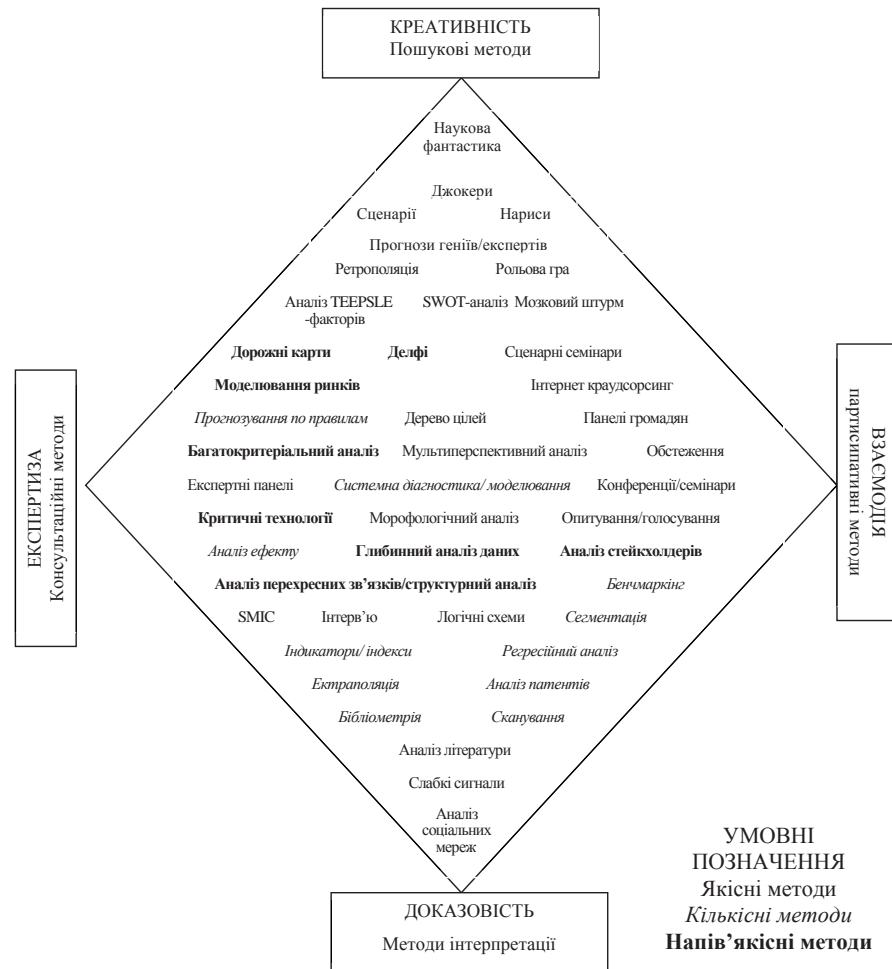 КРЕАТИВНІСТЬ
Пошукові методи
Наукова
фантастика
Джокери
Сценарії Нариси
Прогнози геніїв/експертів
Ретрополяція Рольова гра
Аналіз TEEPSLE SWOT-аналіз Мозковий штурм
-факторів
Дорожні карти Делфі Сценарні семінари
Моделювання ринків Інтернет краудсорсинг
Прогнозування по правилам Дерево цілей Панелі громадян
Багатокритеріальний аналіз Мультиперспективний аналіз Обстеження
Експертні панелі Системна діагностика/ моделювання Конференції/семінари
Критичні технології Морфологічний аналіз Опитування/голосування
Аналіз ефекту Глибинний аналіз даних Аналіз стейкхолдерів
Аналіз перехресних зв’язків/структурний аналіз Бенчмаркінг
SMIC Інтерв’ю Логічні схеми Сегментація
Індикатори/ індекси Регресійний аналіз
Ектраполяція Аналіз патентів
Бібліометрія Сканування
Аналіз літератури
Слабкі сигнали
Аналіз
соціальних
мереж
ЕКСПЕРТИЗА
Консультаційні методи
ВЗАЄМОДІЯ
партисипативні методи
ДОКАЗОВІСТЬ
Методи інтерпретації
УМОВНІ
ПОЗНАЧЕННЯ
Якісні методи
Кількісні методи
Напів’якісні методи